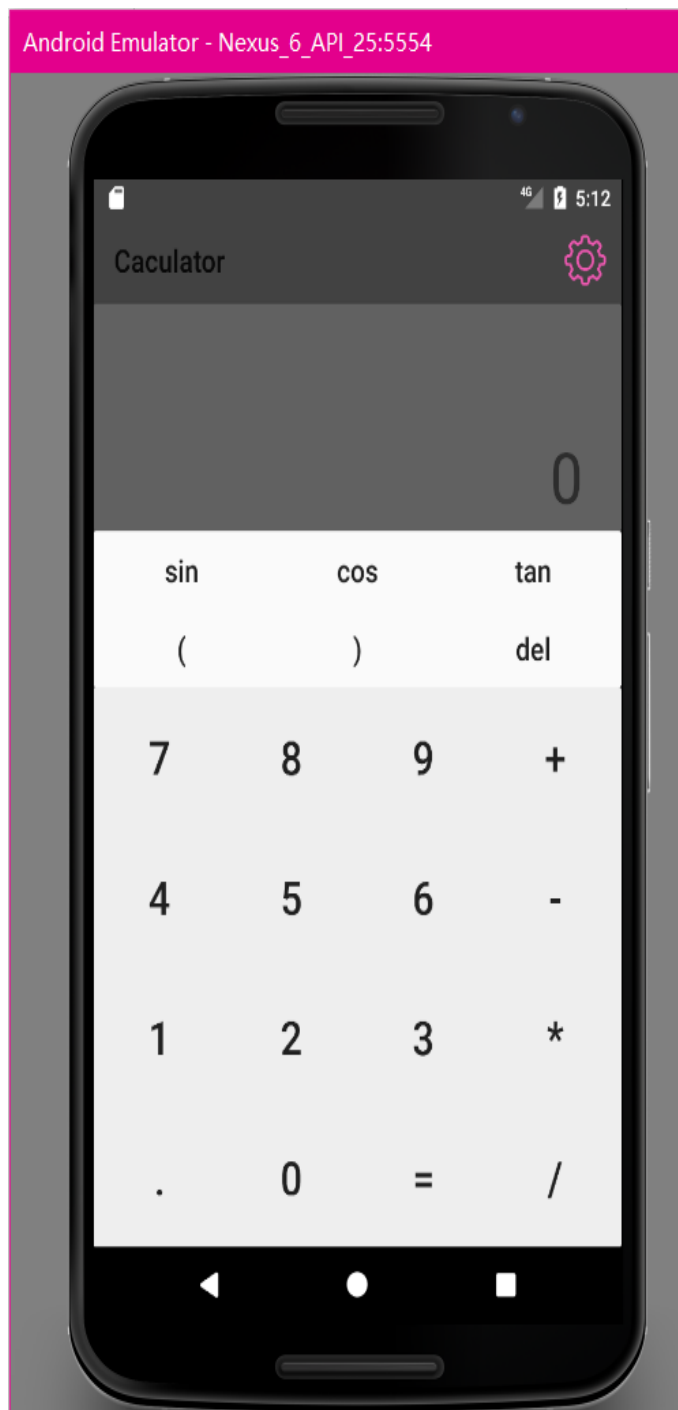 Android Emulator - Nexus_6_API_25:5554
4G 5:12
Caculator
0
sin cos tan
( ) del
7 8 9 +
4 5 6 -
1 2 3 *
. 0 = /